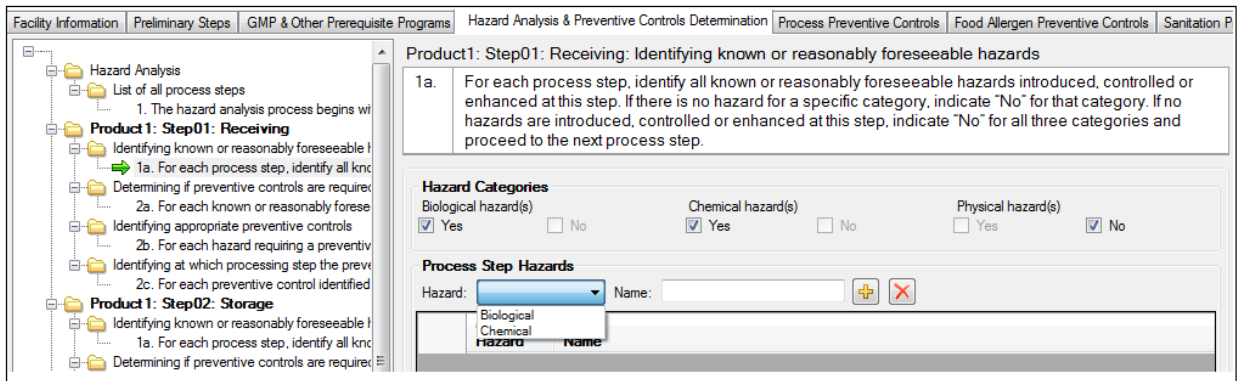 Facility Information Preliminary Steps GMP & Other Prerequisite Programs Hazard Analysis & Preventive Controls Determination Process Preventive Controls Food Allergen Preventive Controls Sanitation P
Hazard Analysis
List of all process steps
1. The hazard analysis process begins wi
Product1: Step01: Receiving
Identifying known or reasonably foreseeable h
1a. For each process step, identify all kno
Determining if preventive controls are required
2a. For each known or reasonably forese
Identifying appropriate preventive controls
2b. For each hazard requiring a preventiv
Identifying at which processing step the preve
2c. For each preventive control identified
Product1: Step02: Storage
Identifying known or reasonably foreseeable h
1a. For each process step, identify all kno
Determining if preventive controls are required
Product1: Step01: Receiving: Identifying known or reasonably foreseeable hazards
1a. For each process step, identify all known or reasonably foreseeable hazards introduced, controlled or
enhanced at this step. If there is no hazard for a specific category, indicate “No” for that category. If no
hazards are introduced, controlled or enhanced at this step, indicate “No” for all three categories and
proceed to the next process step.
Hazard Categories
Biological hazard(s) Chemical hazard(s) Physical hazard(s)
Yes No Yes No Yes No
Process Step Hazards
Hazard: Name:
Biological
Chemical
Hazard Name